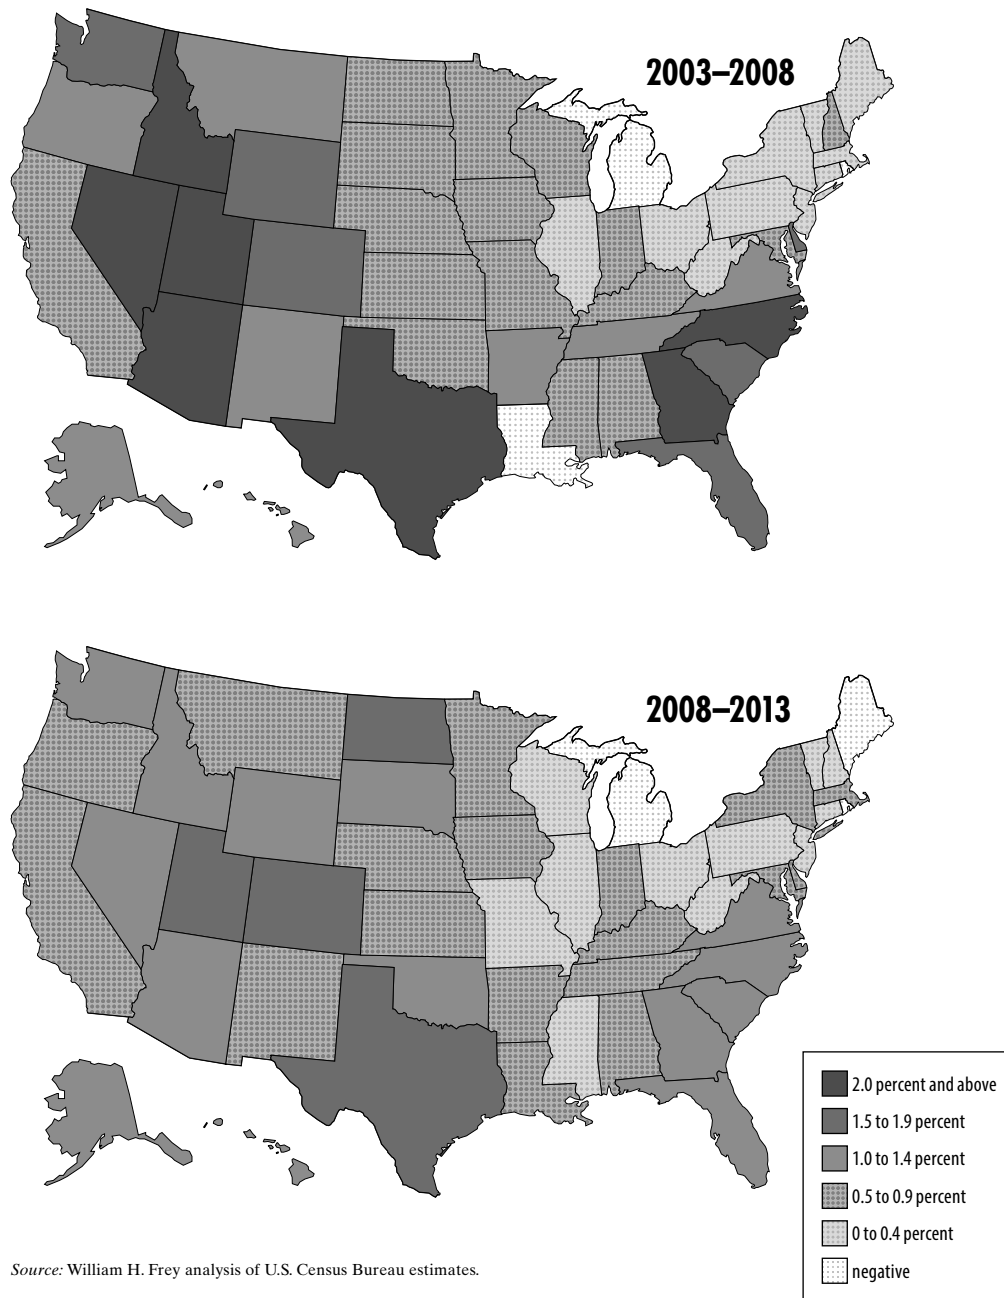 2003–2008
2008–2013
2.0 percent and above
1.5 to 1.9 percent
1.0 to 1.4 percent
0.5 to 0.9 percent
0 to 0.4 percent
negative
Source: William H. Frey analysis of U.S. Census Bureau estimates.